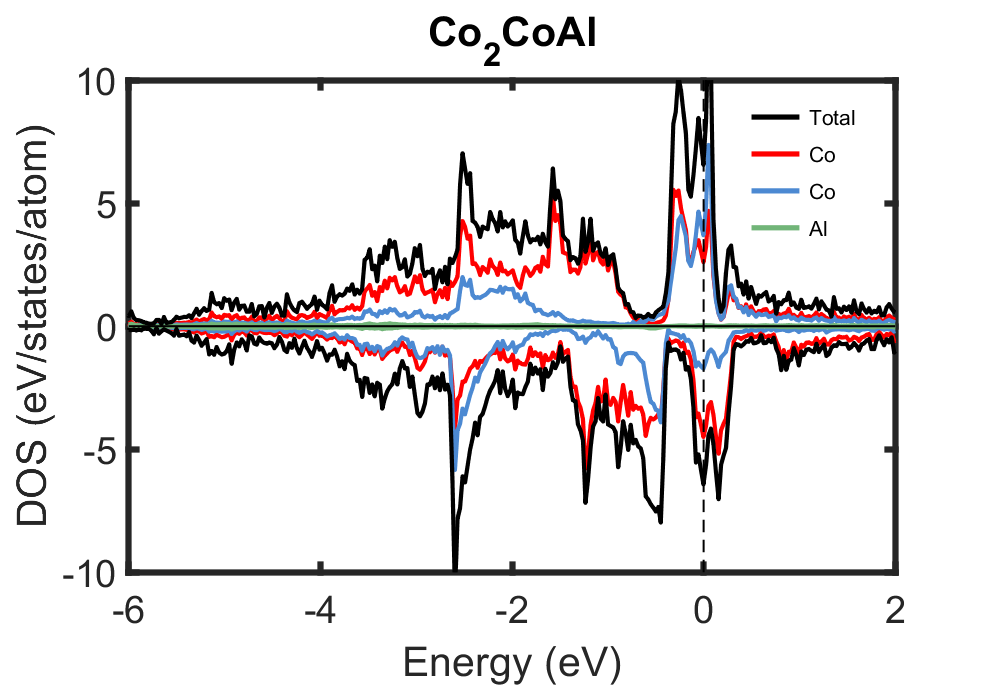 Co₂CoAl
10
5
0
-5
-10
DOS (eV/states/atom)
Total
Co
Co
Al
-6 -4 -2 0 2
Energy (eV)